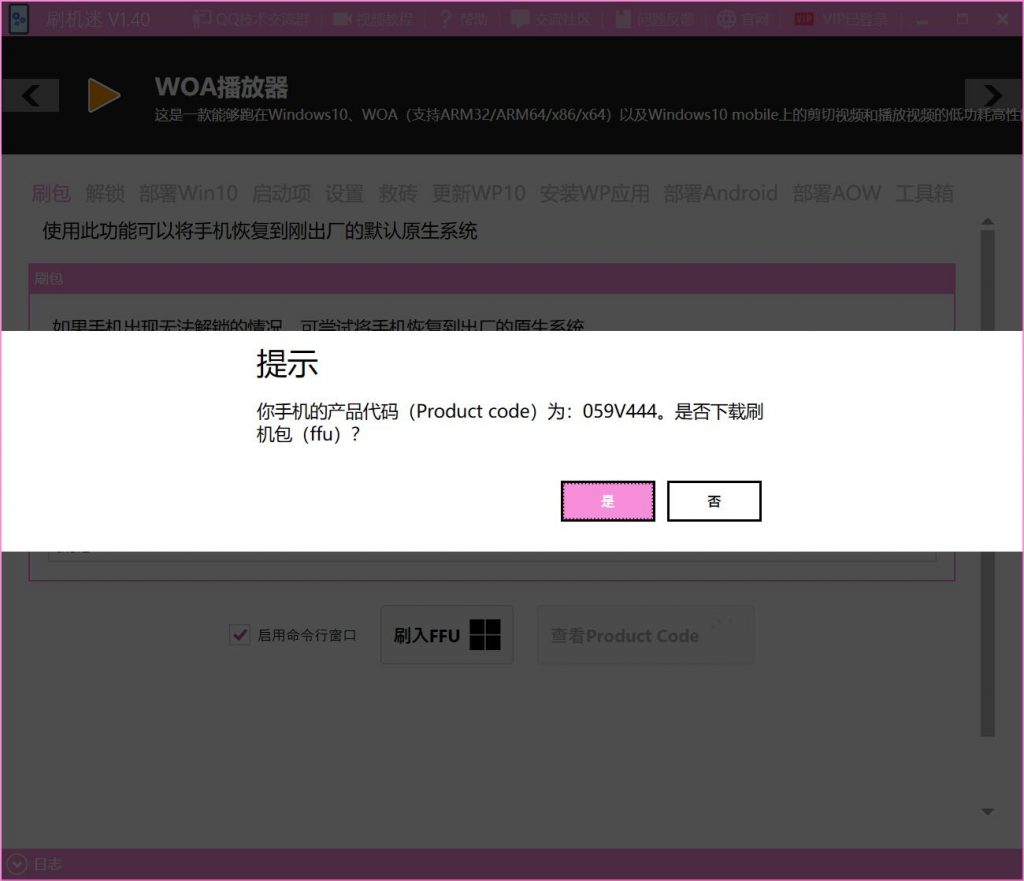 刷机迷 V1.40
QQ技术交流群 视频教程 ? 帮助 交流社区 问题反馈 官网 VIP VIP已登录
WOA播放器
这是一款能够跑在Windows10、WOA（支持ARM32/ARM64/x86/x64）以及Windows10 mobile上的剪切视频和播放视频的低功耗高性
刷包 解锁 部署Win10 启动项 设置 救砖 更新WP10 安装WP应用 部署Android 部署AOW 工具箱
使用此功能可以将手机恢复到刚出厂的默认原生系统
刷包
如果手机出现无法解锁的情况，可尝试将手机恢复到出厂的原生系统
提示
你手机的产品代码（Product code）为：059V444。是否下载刷
机包（ffu）？
是 否
启用命令行窗口 刷入FFU 查看Product Code
日志